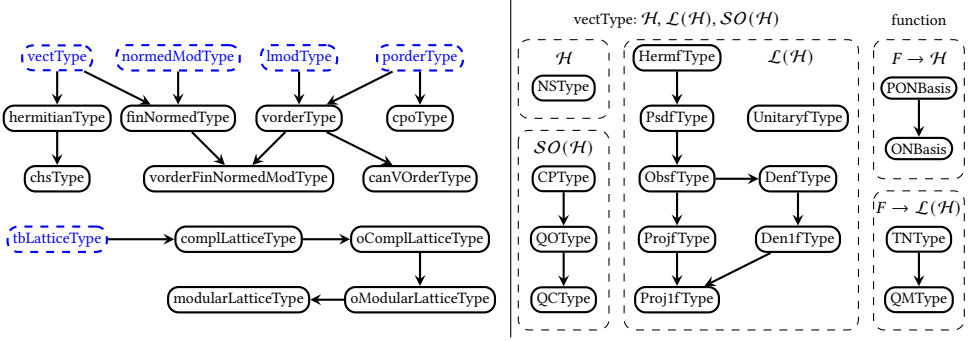 vectType normedModType lmodType porderType
hermitianType finNormedType vorderType cpoType
chsType vorderFinNormedModType canVOrderType
tbLatticeType complLatticeType oComplLatticeType
modularLatticeType oModularLatticeType
vectType: ℋ, ℒ(ℋ), 𝒮𝒪(ℋ)
ℋ
NSType
𝒮𝒪(ℋ)
CPType
QOType
QCType
HermfType ℒ(ℋ)
PsdfType UnitaryfType
ObsfType DenfType
ProjfType Den1fType
Proj1fType
function
F → ℋ
PONBasis
ONBasis
F → ℒ(ℋ)
TNType
QMType